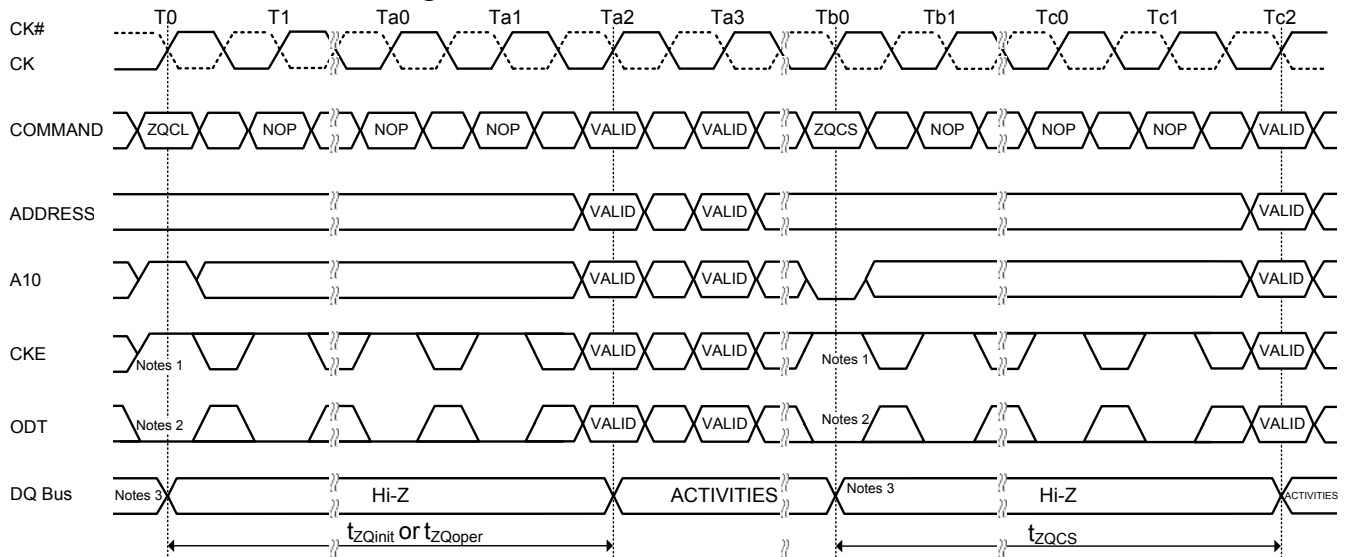 T0 T1 Ta0 Ta1 Ta2 Ta3 Tb0 Tb1 Tc0 Tc1 Tc2
CK#
CK
COMMAND ZQCL NOP NOP NOP VALID VALID ZQCS NOP NOP NOP VALID
ADDRESS VALID VALID VALID
A10 VALID VALID VALID
CKE Notes 1 VALID VALID Notes 1 VALID
ODT Notes 2 VALID VALID Notes 2 VALID
DQ Bus Notes 3 Hi-Z ACTIVITIES Notes 3 Hi-Z ACTIVITIES
tZQinit or tZQoper tZQCS